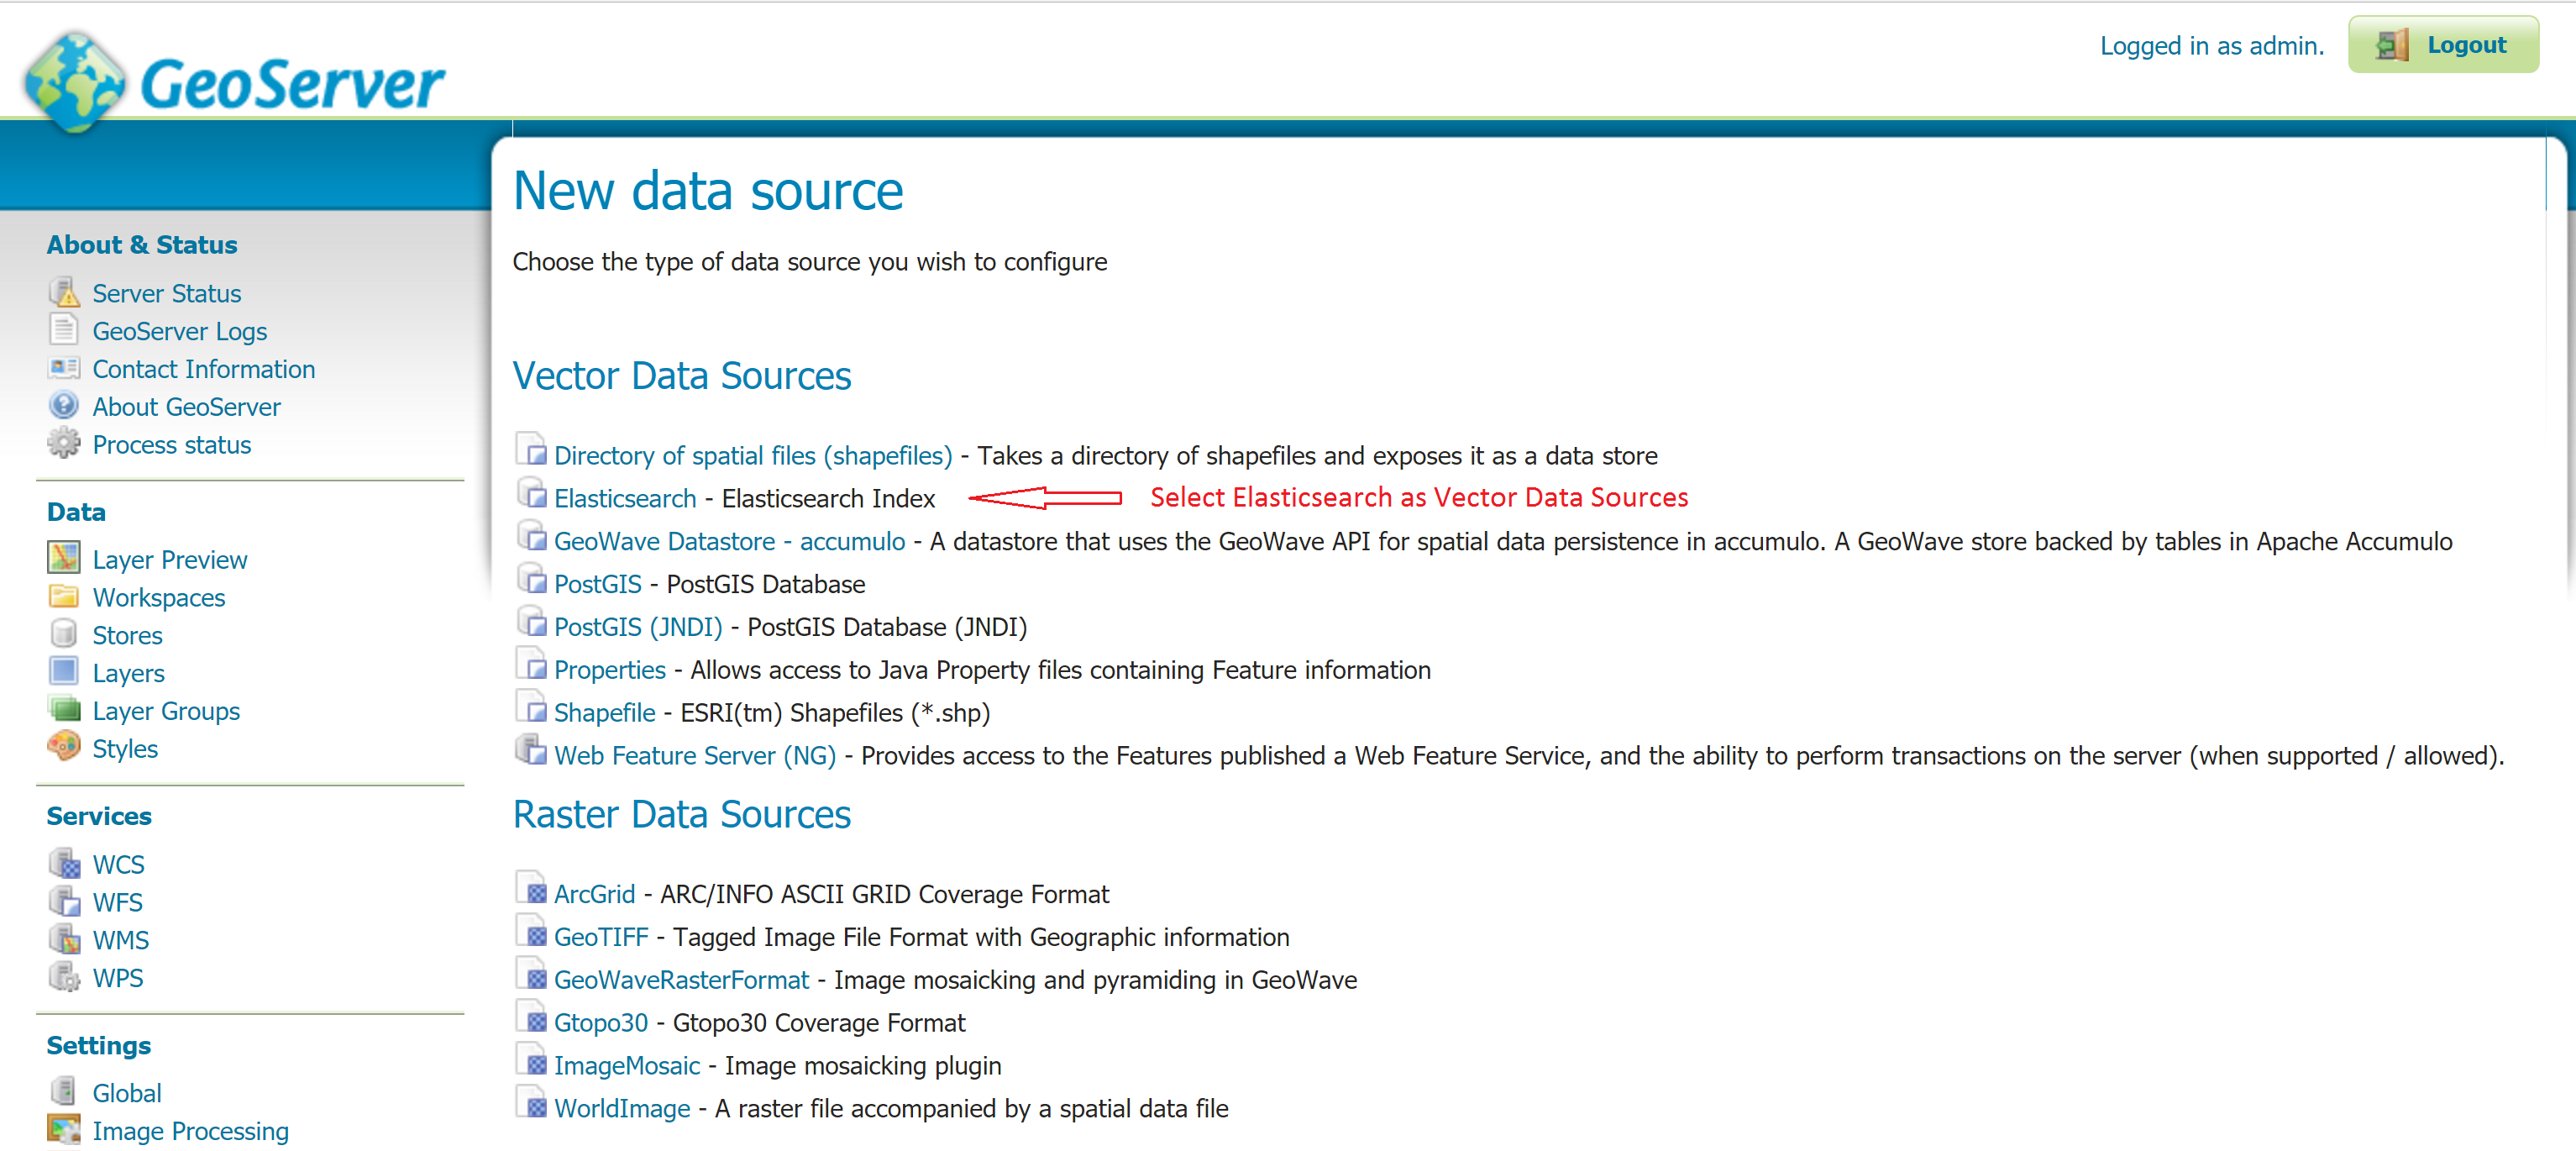 GeoServer
Logged in as admin.
Logout
About & Status
Server Status
GeoServer Logs
Contact Information
About GeoServer
Process status
Data
Layer Preview
Workspaces
Stores
Layers
Layer Groups
Styles
Services
WCS
WFS
WMS
WPS
Settings
Global
Image Processing
New data source
Choose the type of data source you wish to configure
Vector Data Sources
Directory of spatial files (shapefiles) - Takes a directory of shapefiles and exposes it as a data store
Elasticsearch - Elasticsearch Index Select Elasticsearch as Vector Data Sources
GeoWave Datastore - accumulo - A datastore that uses the GeoWave API for spatial data persistence in accumulo. A GeoWave store backed by tables in Apache Accumulo
PostGIS - PostGIS Database
PostGIS (JNDI) - PostGIS Database (JNDI)
Properties - Allows access to Java Property files containing Feature information
Shapefile - ESRI(tm) Shapefiles (*.shp)
Web Feature Server (NG) - Provides access to the Features published a Web Feature Service, and the ability to perform transactions on the server (when supported / allowed).
Raster Data Sources
ArcGrid - ARC/INFO ASCII GRID Coverage Format
GeoTIFF - Tagged Image File Format with Geographic information
GeoWaveRasterFormat - Image mosaicking and pyramiding in GeoWave
Gtopo30 - Gtopo30 Coverage Format
ImageMosaic - Image mosaicking plugin
WorldImage - A raster file accompanied by a spatial data file